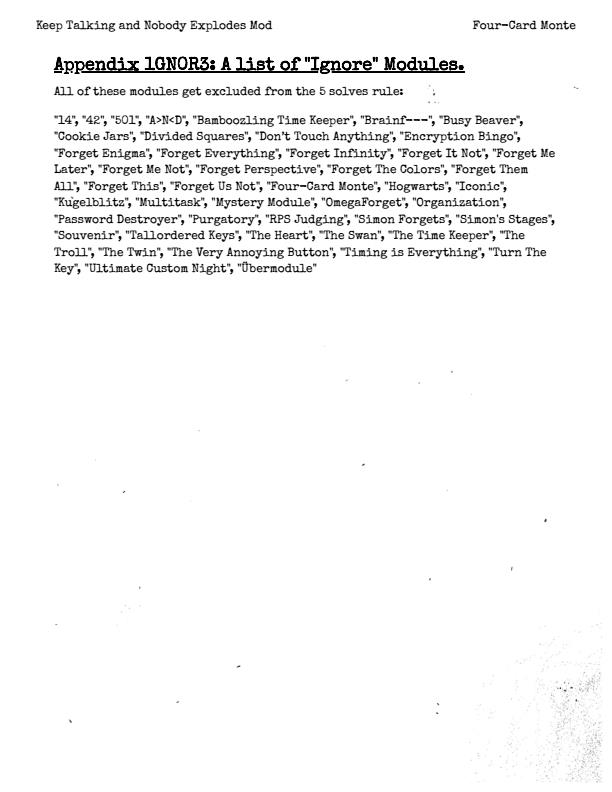 Keep Talking and Nobody Explodes Mod Four-Card Monte
Appendix 1GNOR3: A list of "Ignore" Modules.
All of these modules get excluded from the 5 solves rule:
"14", "42", "501", "A>N<D", "Bamboozling Time Keeper", "Brainf---", "Busy Beaver",
"Cookie Jars", "Divided Squares", "Don't Touch Anything", "Encryption Bingo",
"Forget Enigma", "Forget Everything", "Forget Infinity", "Forget It Not", "Forget Me
Later", "Forget Me Not", "Forget Perspective", "Forget The Colors", "Forget Them
All", "Forget This", "Forget Us Not", "Four-Card Monte", "Hogwarts", "Iconic",
"Kugelblitz", "Multitask", "Mystery Module", "OmegaForget", "Organization",
"Password Destroyer", "Purgatory", "RPS Judging", "Simon Forgets", "Simon's Stages",
"Souvenir", "Tallordered Keys", "The Heart", "The Swan", "The Time Keeper", "The
Troll", "The Twin", "The Very Annoying Button", "Timing is Everything", "Turn The
Key", "Ultimate Custom Night", "Übermodule"